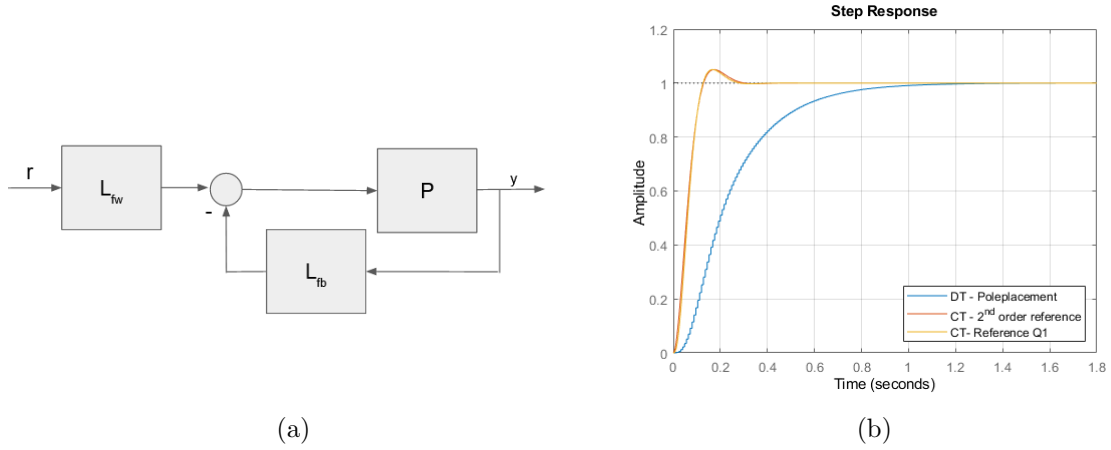 r
L_fw
-
P
y
L_fb
(a)
Step Response
Amplitude
1.2
1
0.8
0.6
0.4
0.2
0
0 0.2 0.4 0.6 0.8 1 1.2 1.4 1.6 1.8
Time (seconds)
DT - Poleplacement
CT - 2^nd order reference
CT- Reference Q1
(b)